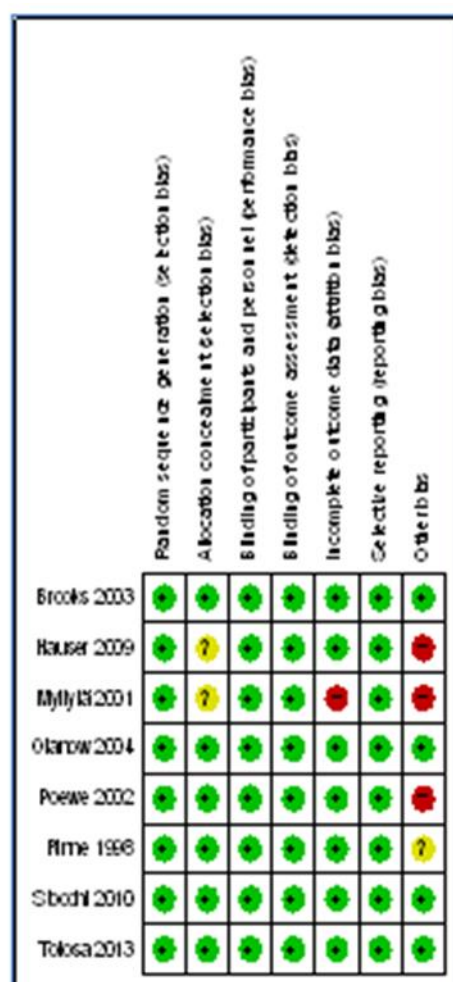 Random sequence generation (selection bias)
Allocation concealment (selection bias)
Blinding of participants and personnel (performance bias)
Blinding of outcome assessment (detection bias)
Incomplete outcome data (attrition bias)
Selective reporting (reporting bias)
Other bias
Brooks 2003
Hauser 2009
? 
Myllylä 2001
?
Olanow 2004
Poewe 2002
Rinne 1998
?
2010
Tolosa 2013